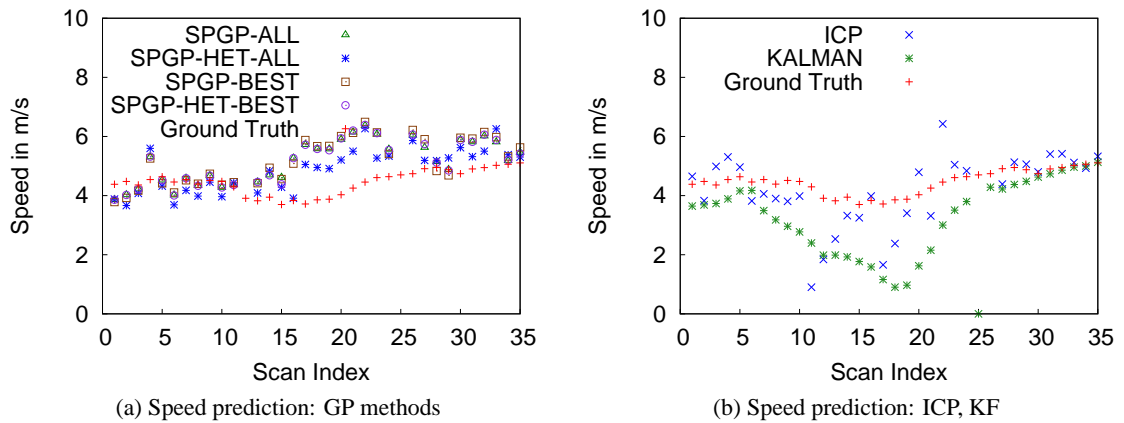 10
8
6
4
2
0
Speed in m/s
SPGP-ALL
SPGP-HET-ALL
SPGP-BEST
SPGP-HET-BEST
Ground Truth
0 5 10 15 20 25 30 35
Scan Index
(a) Speed prediction: GP methods
10
8
6
4
2
0
Speed in m/s
ICP
KALMAN
Ground Truth
0 5 10 15 20 25 30 35
Scan Index
(b) Speed prediction: ICP, KF